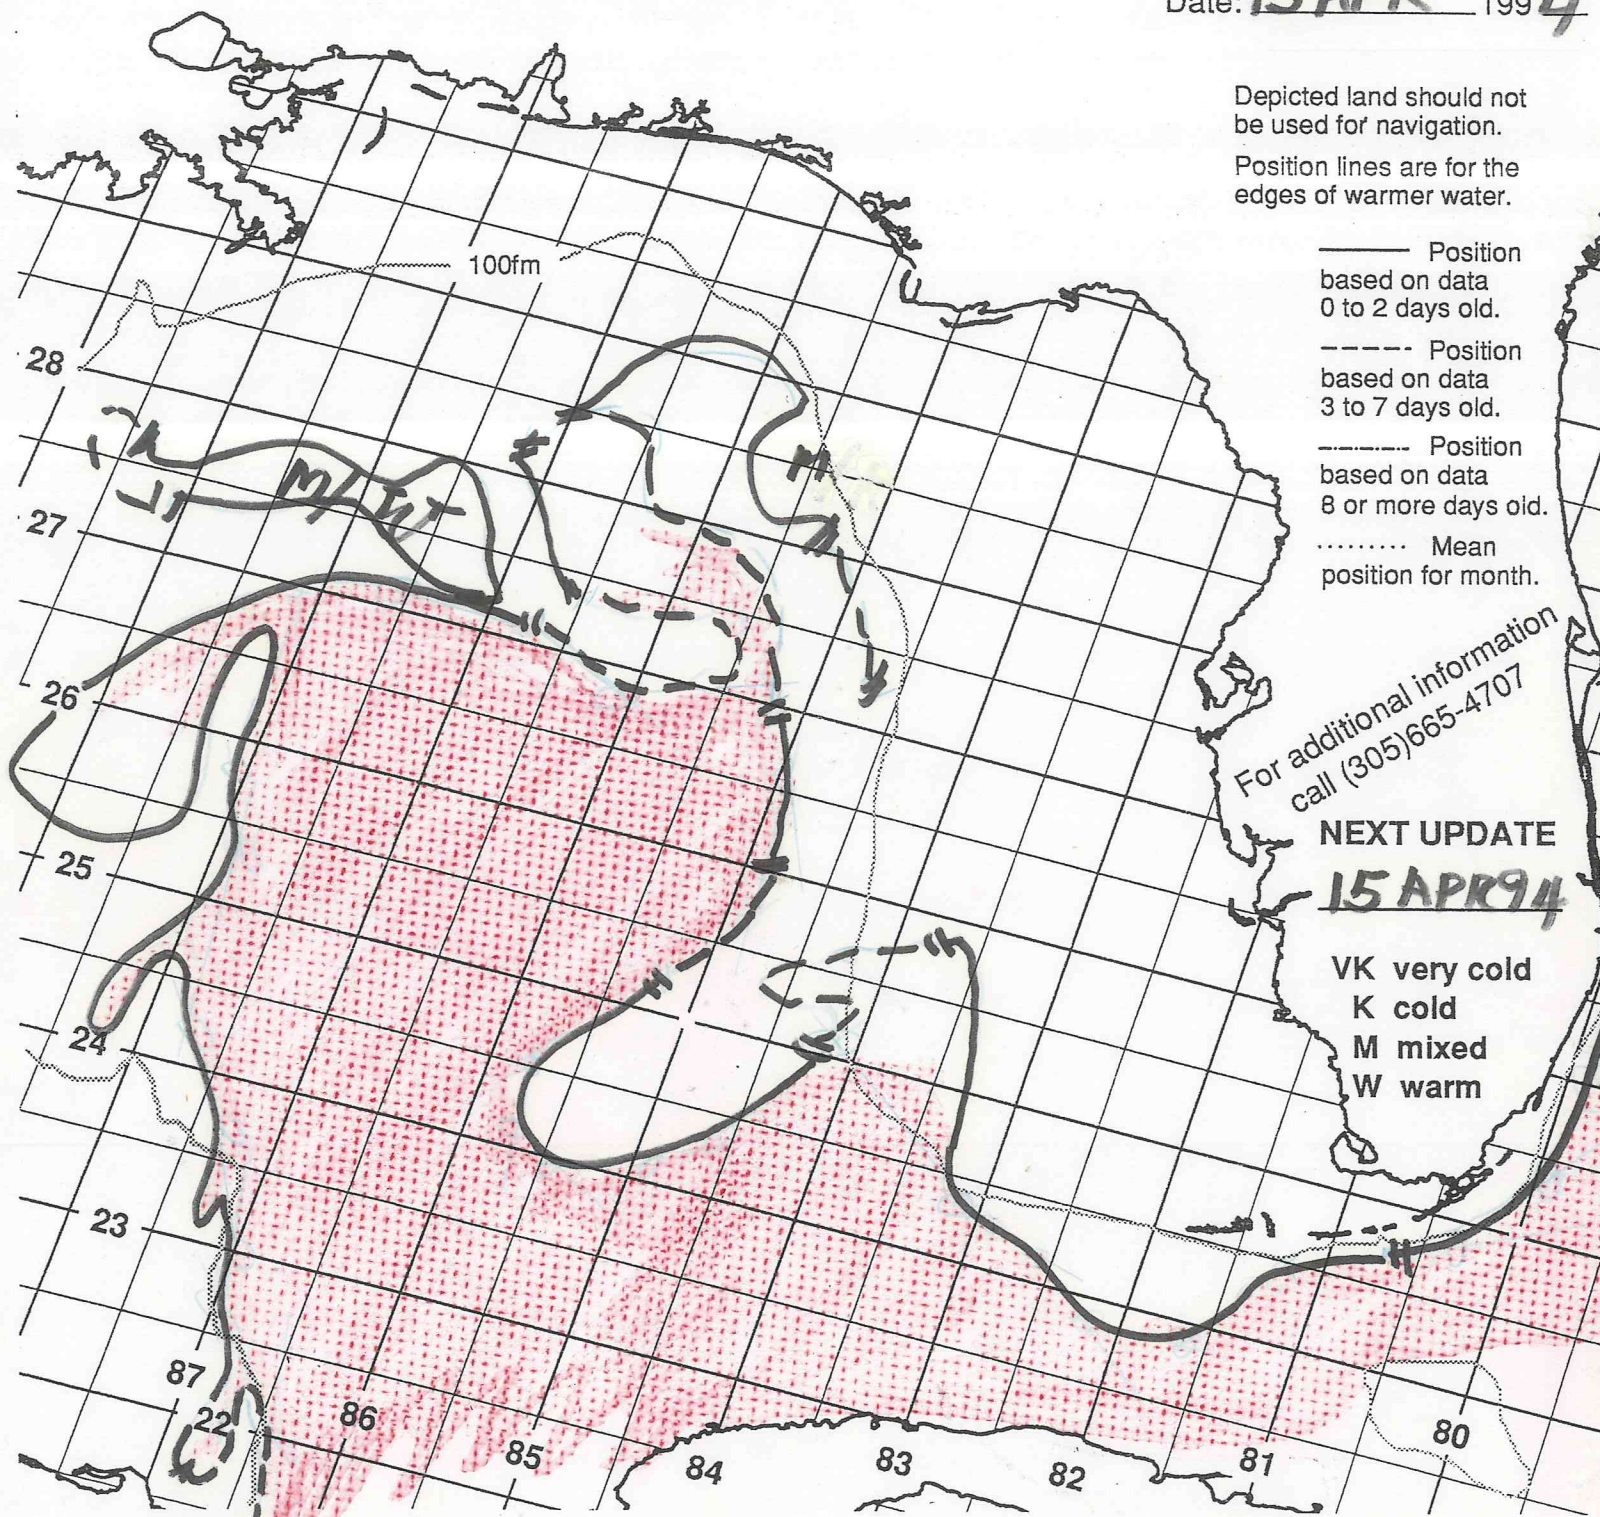 Date: 15 APR 1994
Depicted land should not
be used for navigation.
Position lines are for the
edges of warmer water.
Position
based on data
0 to 2 days old.
Position
based on data
3 to 7 days old.
Position
based on data
8 or more days old.
Mean
position for month.
For additional information
call (305)665-4707
NEXT UPDATE
15 APR94
VK very cold
K cold
M mixed
W warm
100fm
28
27
26
25
24
23
22
87
86
85
84
83
82
81
80
M